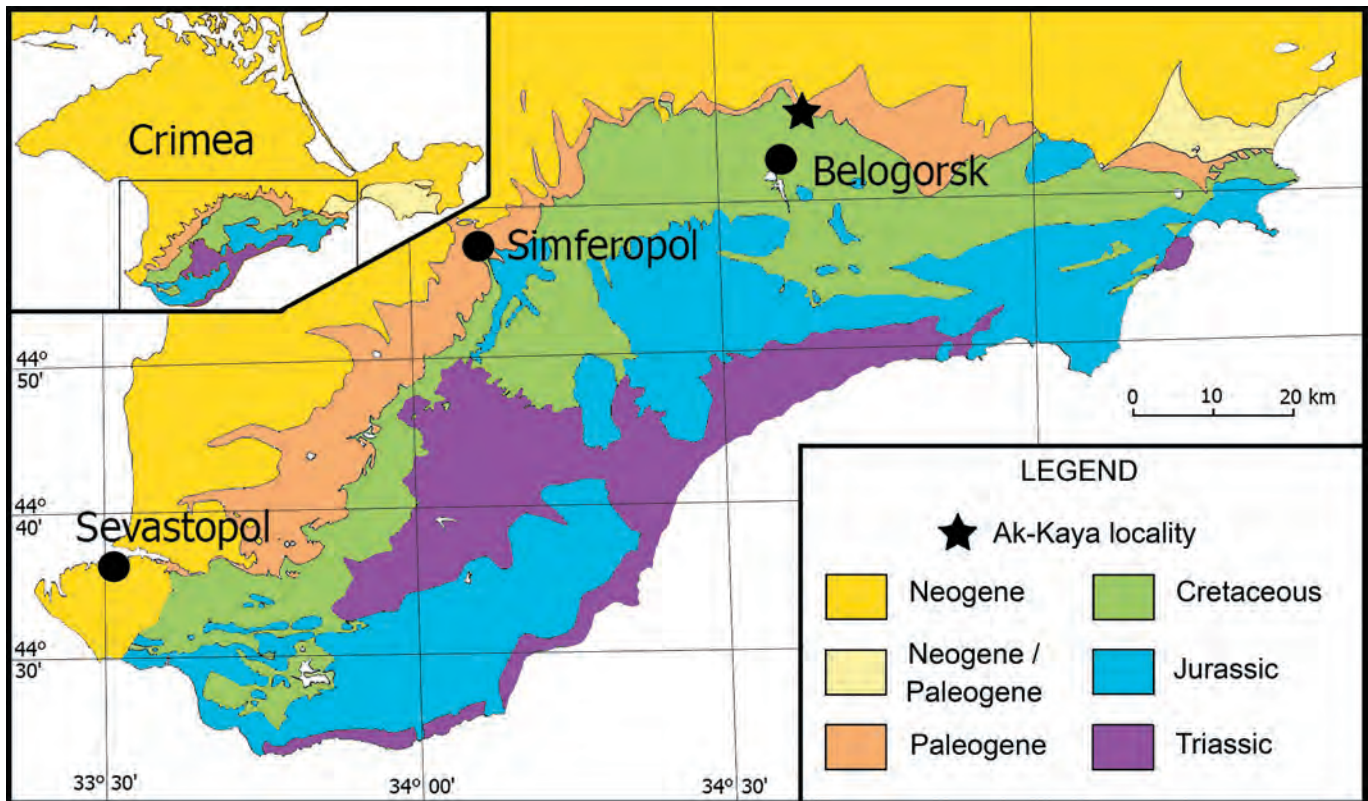 Crimea
Belogorsk
Simferopol
44°
50'
0 10 20 km
44°
40'
Sevastopol
44°
30'
33° 30'
34° 00'
34° 30'
LEGEND
Ak-Kaya locality
Neogene
Cretaceous
Neogene /
Paleogene
Jurassic
Paleogene
Triassic